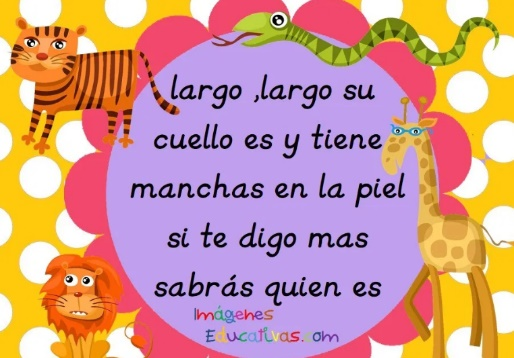 largo ,largo su
cuello es y tiene
manchas en la piel
si te digo mas
sabrás quien es
Imágenes
Educativas.com